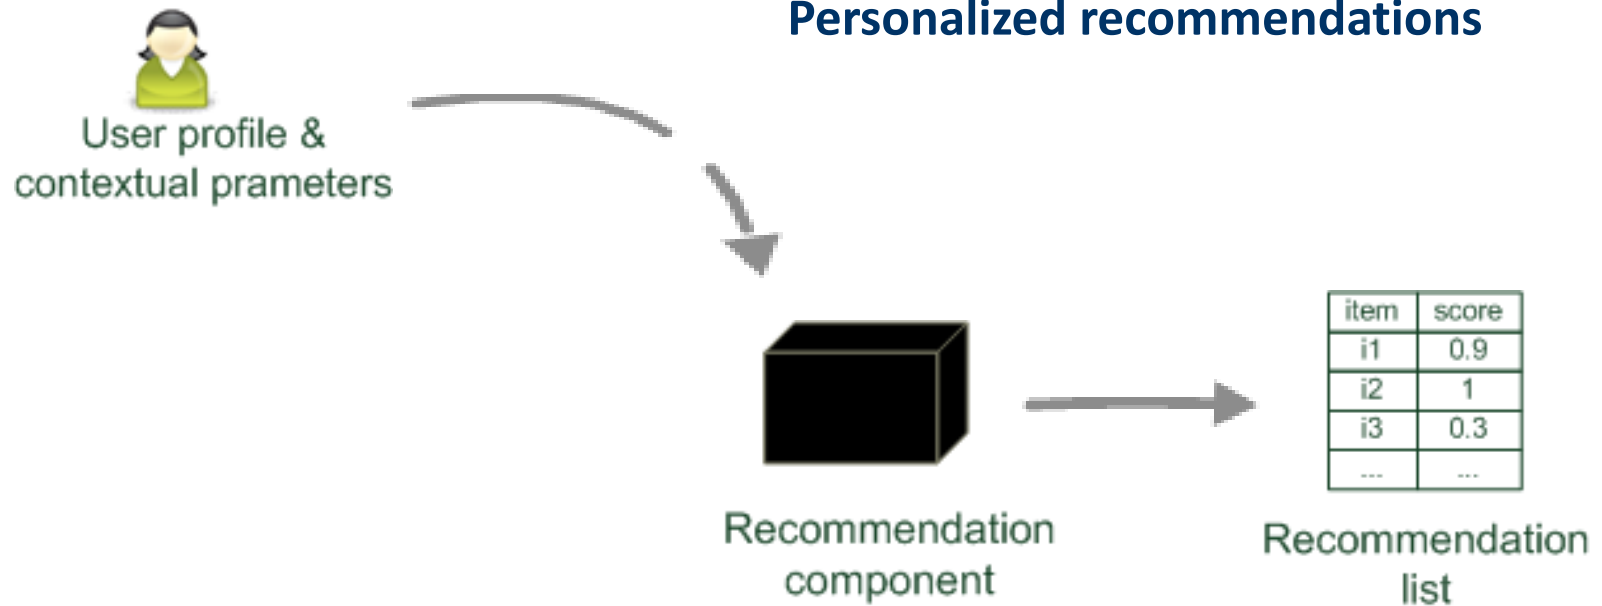 Personalized recommendations
User profile &
contextual prameters
item score
i1 0.9
i2 1
i3 0.3
... ...
Recommendation
component
Recommendation
list